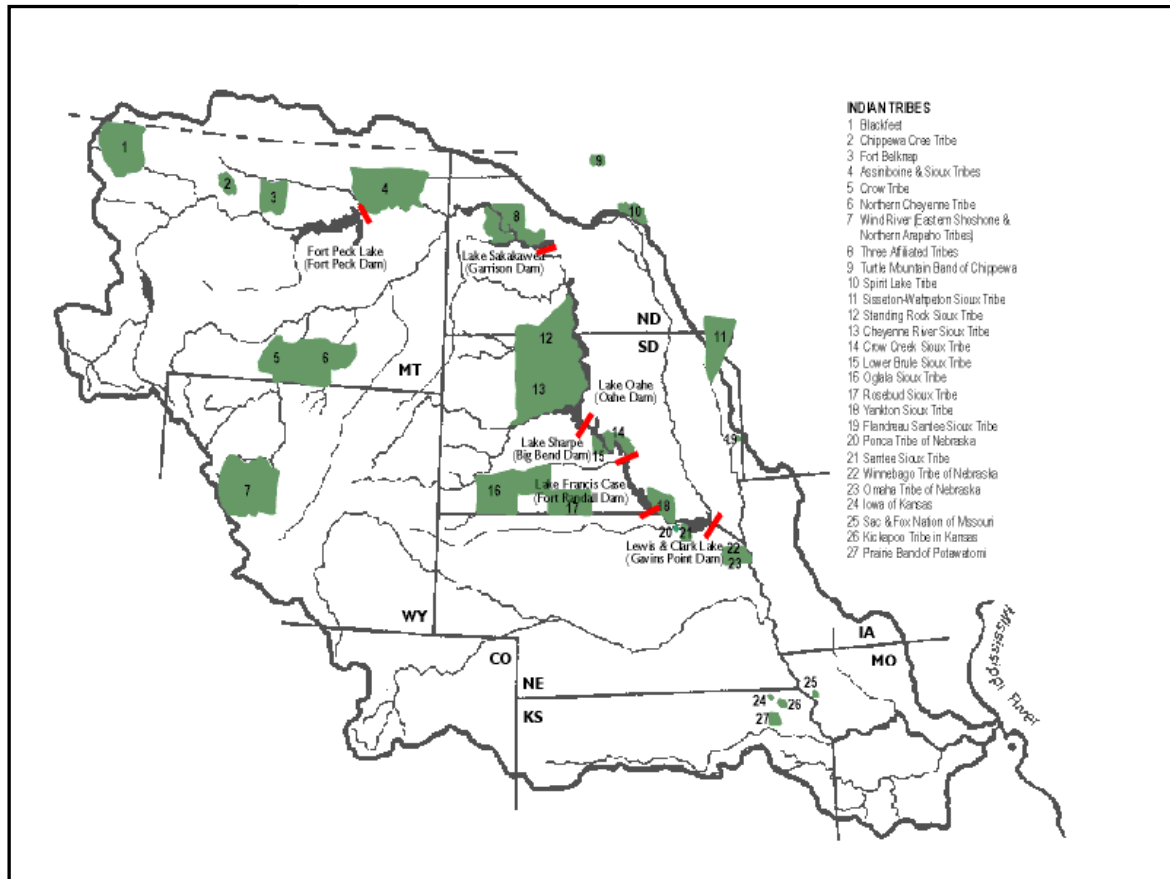 INDIAN TRIBES
1 Blackfeet
2 Chippewa Cree Tribe
3 Fort Belknap
4 Assiniboine & Sioux Tribes
5 Crow Tribe
6 Northern Cheyenne Tribe
7 Wind River (Eastern Shoshone &
Northern Arapaho Tribes)
8 Three Affiliated Tribes
9 Turtle Mountain Band of Chippewa
10 Spirit Lake Tribe
11 Sisseton-Wahpeton Sioux Tribe
12 Standing Rock Sioux Tribe
13 Cheyenne River Sioux Tribe
14 Crow Creek Sioux Tribe
15 Lower Brule Sioux Tribe
16 Oglala Sioux Tribe
17 Rosebud Sioux Tribe
18 Yankton Sioux Tribe
19 Flandreau Santee Sioux Tribe
20 Ponca Tribe of Nebraska
21 Santee Sioux Tribe
22 Winnebago Tribe of Nebraska
23 Omaha Tribe of Nebraska
24 Iowa of Kansas
25 Sac & Fox Nation of Missouri
26 Kickapoo Tribe in Kansas
27 Prairie Band of Potawatomi
1
2
3
4
9
8
10
Fort Peck Lake
(Fort Peck Dam)
Lake Sakakawea
(Garrison Dam)
ND
SD
12
11
5
6
MT
13
Lake Oahe
(Oahe Dam)
14
19
Lake Sharpe
(Big Bend Dam)
15
7
16
Lake Francis Case
(Fort Randall Dam)
17
18
20
21
Lewis & Clark Lake
(Gavins Point Dam)
22
23
WY
CO
NE
KS
IA
MO
Mississippi River
25
24
26
27